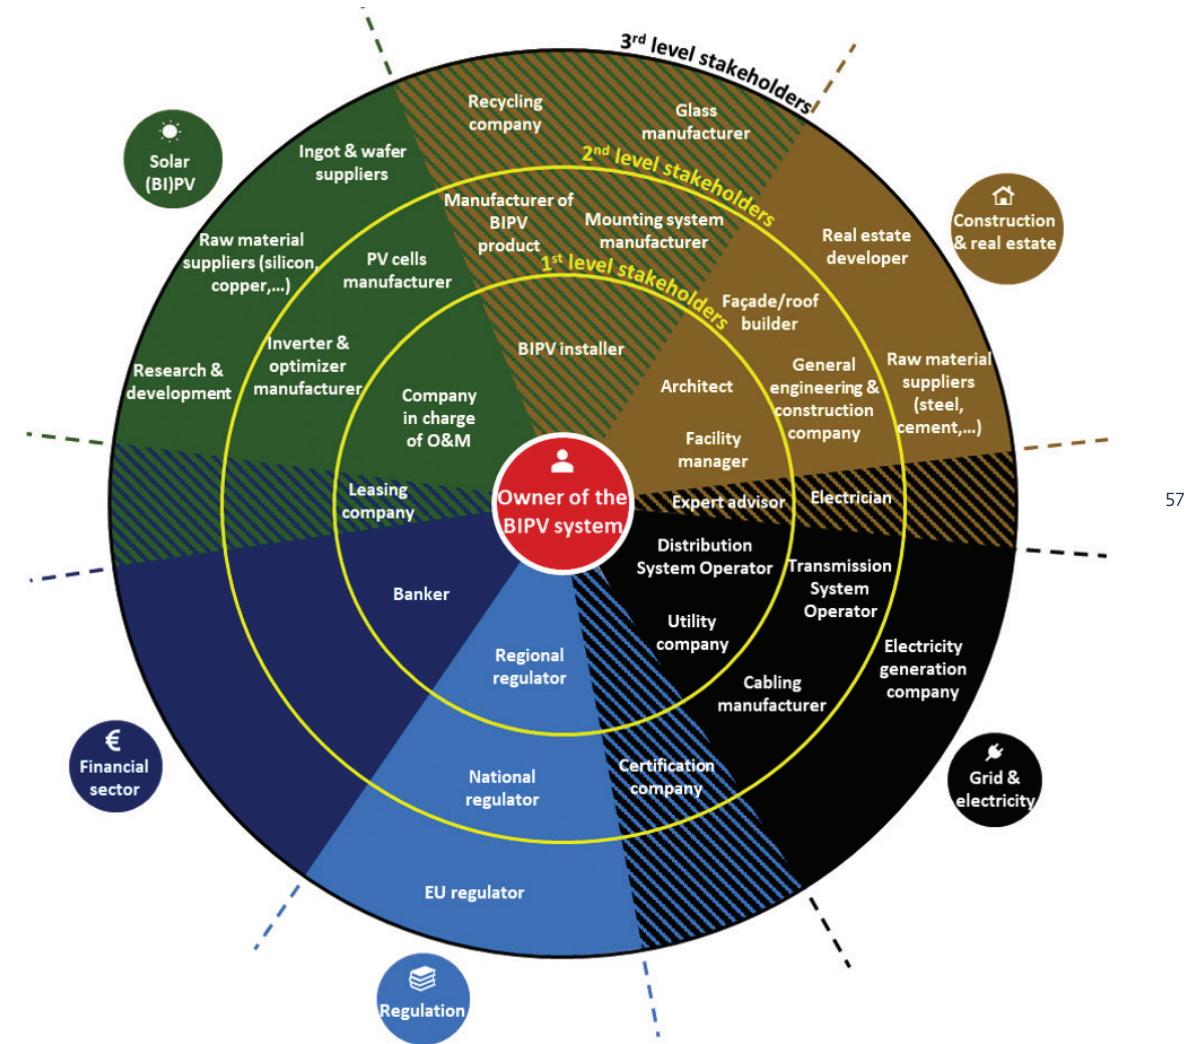 3rd level stakeholders
Recycling
company
Glass
manufacturer
Solar
(BI)PV
Ingot & wafer
suppliers
2nd level stakeholders
Construction
& real estate
Manufacturer of
BIPV
product
Mounting system
manufacturer
Real estate
developer
Raw material
suppliers (silicon,
copper,...)
PV cells
manufacturer
1st level stakeholders
Façade/roof
builder
BIPV installer
Inverter &
optimizer
manufacturer
Research &
development
Architect
General
engineering &
construction
company
Raw material
suppliers
(steel,
cement,...)
Company
in charge
of O&M
Facility
manager
Leasing
company
Owner of the
BIPV system
Expert advisor
Electrician
57
Distribution
System Operator
Transmission
System
Operator
Banker
Utility
company
Regional
regulator
Electricity
generation
company
Cabling
manufacturer
€
Financial
sector
National
regulator
Certification
company
Grid &
electricity
EU regulator
Regulation